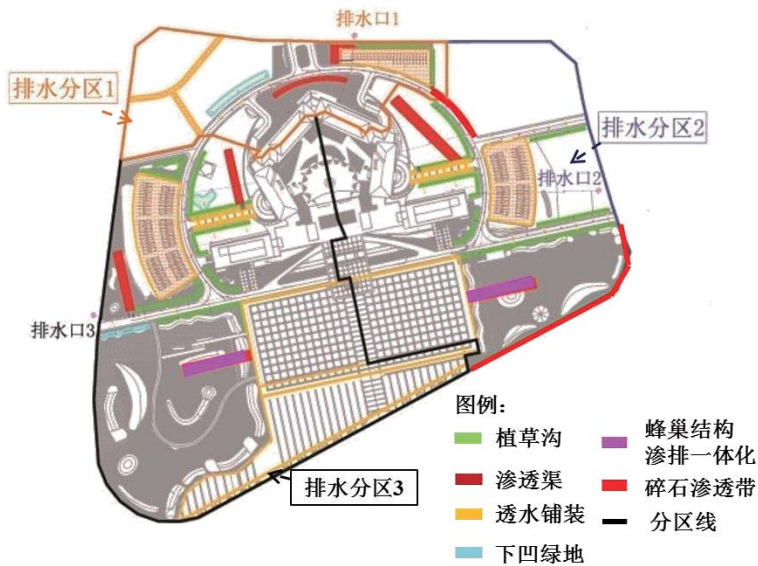 排水口1
排水分区1
排水分区2
排水口2
排水口3
排水分区3
图例：
植草沟
渗透渠
透水铺装
下凹绿地
蜂巢结构
渗排一体化
碎石渗透带
分区线